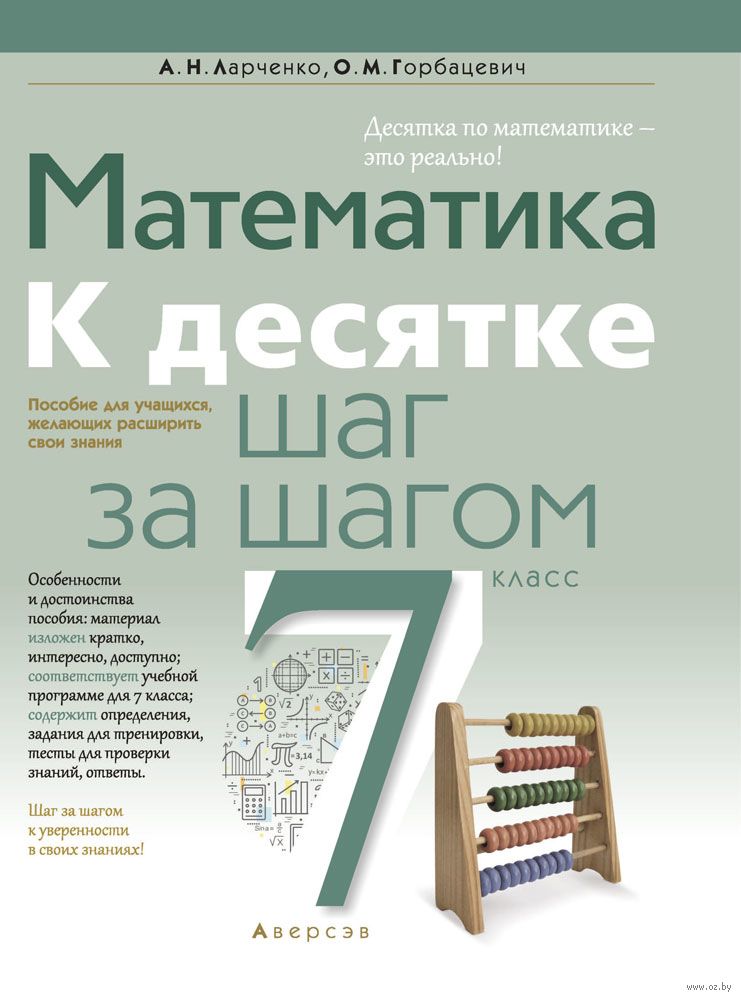 А. Н. Ларченко, О. М. Горбацевич
Десятка по математике –
это реально!
Математика
К десятке
Пособие для учащихся,
желающих расширить
свои знания
шаг
за шагом
7
класс
Особенности
и достоинства
пособия: материал
изложен кратко,
интересно, доступно;
соответствует учебной
программе для 7 класса;
содержит определения,
задания для тренировки,
тесты для проверки
знаний, ответы.
Шаг за шагом
к уверенности
в своих знаниях!
a+b=c
≈3,14
Аверсэв
www.oz.by